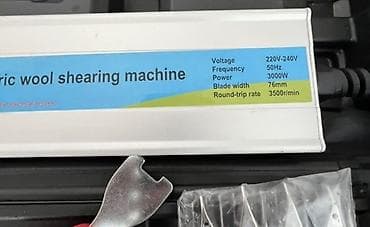 ric wool shearing machine
Voltage 220V-240V
Frequency 50Hz
Power 3000W
Blade width 76mm
Round-trip rate 3500r/min